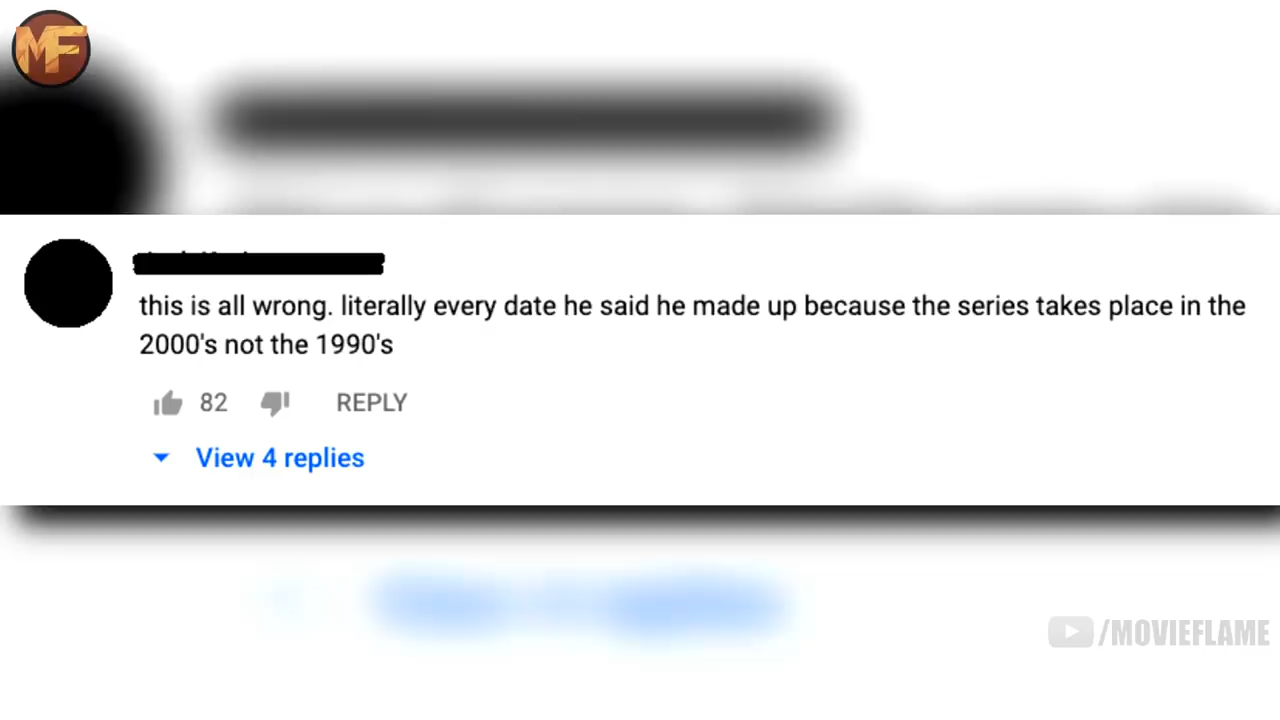 MF
this is all wrong. literally every date he said he made up because the series takes place in the
2000's not the 1990's
82 REPLY
View 4 replies
/MOVIEFLAME